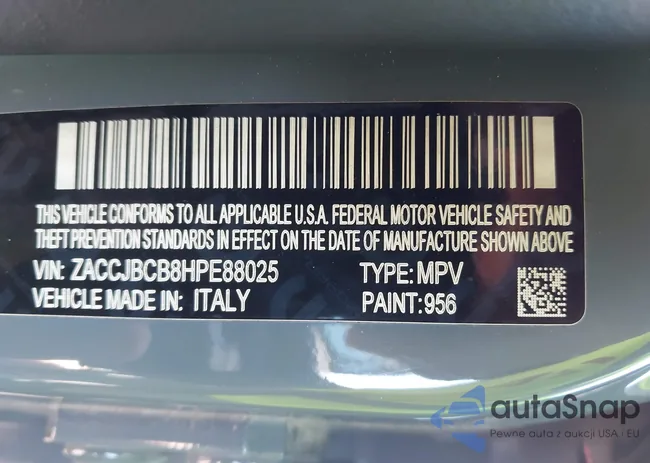 THIS VEHICLE CONFORMS TO ALL APPLICABLE U.S.A. FEDERAL MOTOR VEHICLE SAFETY AND
THEFT PREVENTION STANDARDS IN EFFECT ON THE DATE OF MANUFACTURE SHOWN ABOVE
VIN: ZACCJBCB8HPE88025 TYPE: MPV
VEHICLE MADE IN: ITALY PAINT: 956
autaSnap
Pewne auta z aukcji USA i EU